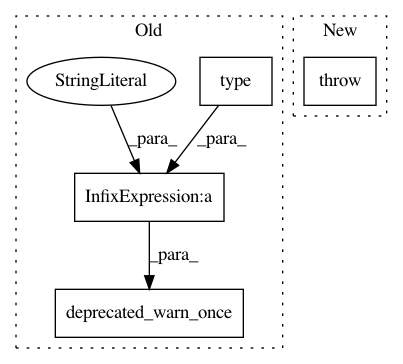 Old
New
StringLiteral
type
throw
_para_
_para_
InfixExpression:a
_para_
deprecated_warn_once